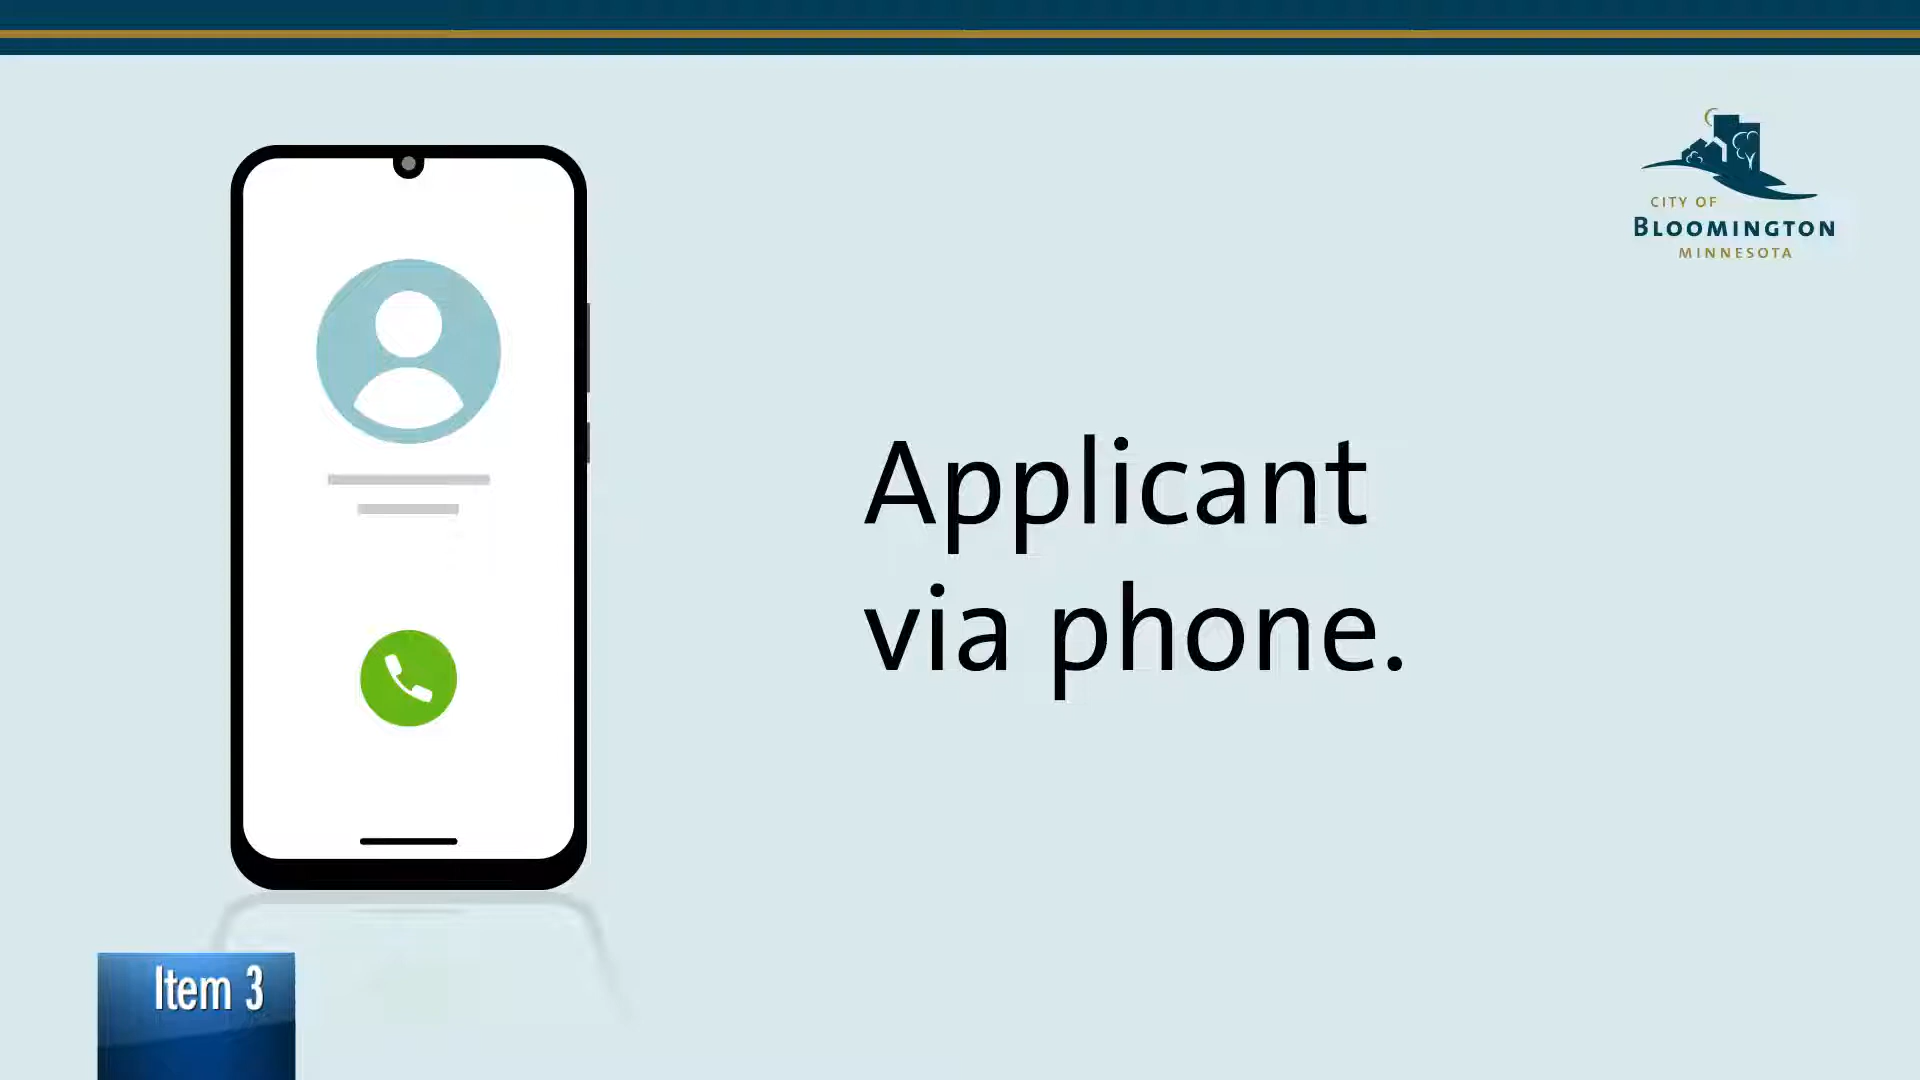 CITY OF
BLOOMINGTON
MINNESOTA
Applicant
via phone.
Item 3